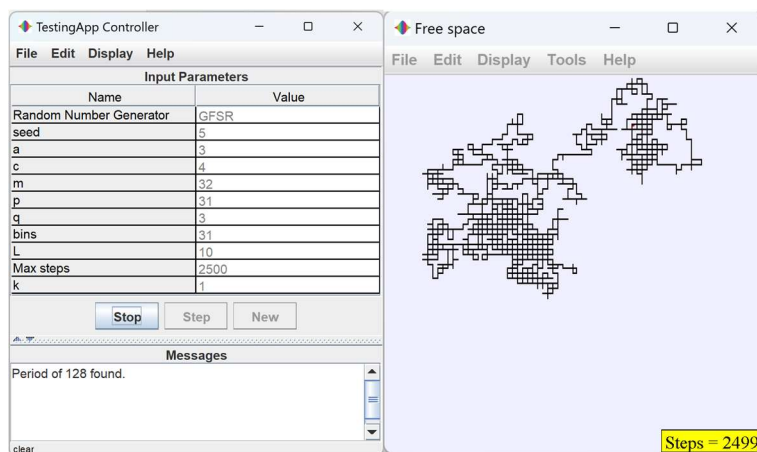 TestingApp Controller
File Edit Display Help
Input Parameters
Name Value
Random Number Generator GFSR
seed 5
a 3
c 4
m 32
p 31
q 3
bins 31
L 10
Max steps 2500
k 1
Stop Step New
Messages
Period of 128 found.
clear
Free space
File Edit Display Tools Help
Steps = 2499